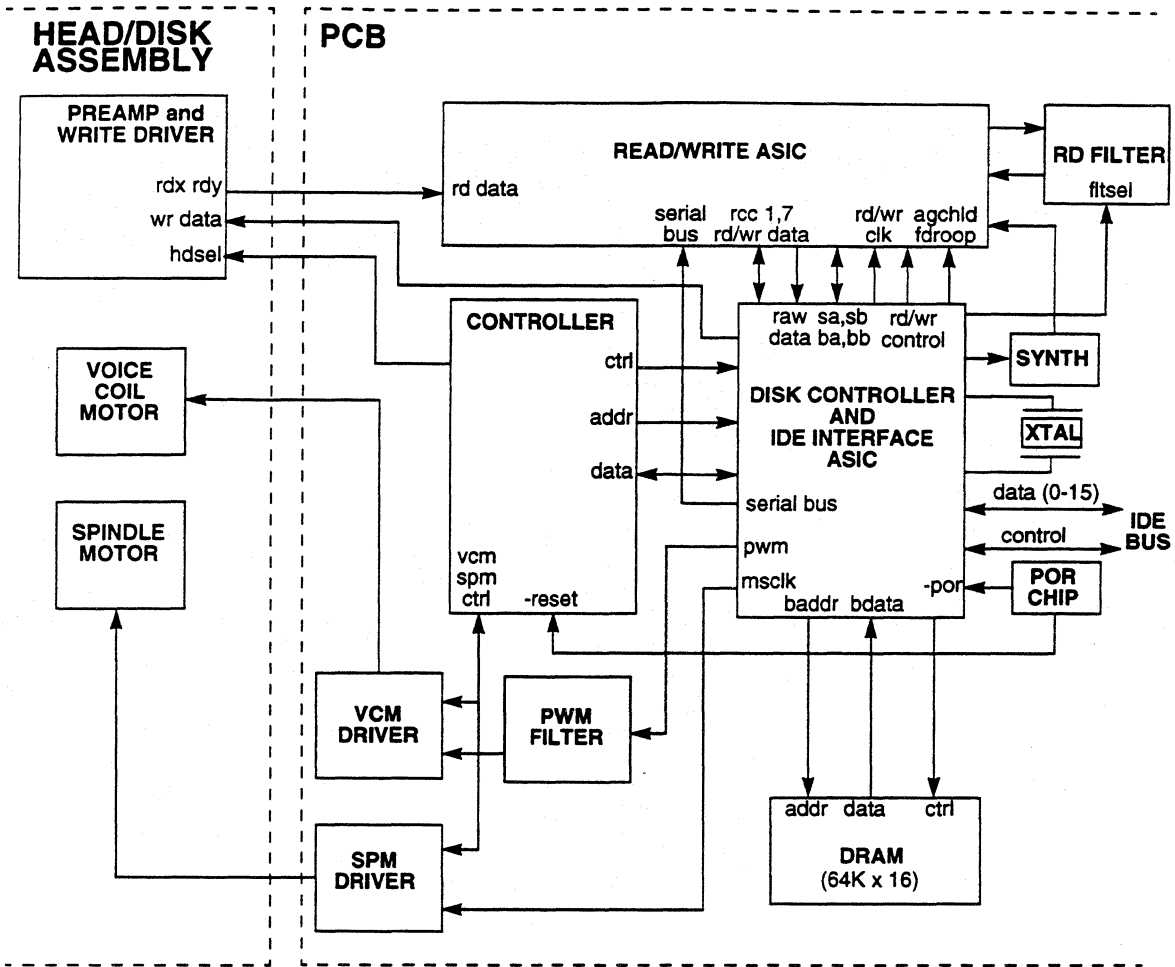 HEAD/DISK
ASSEMBLY
PCB
PREAMP and
WRITE DRIVER
rdx rdy
wr data
hdsel
READ/WRITE ASIC
rd data
serial
bus
rcc 1,7
rd/wr data
rd/wr
clk
agchld
fdroop
RD FILTER
fltsel
CONTROLLER
ctrl
addr
data
vcm
spm
ctrl
-reset
raw
data
sa,sb
ba,bb
rd/wr
control
DISK CONTROLLER
AND
IDE INTERFACE
ASIC
serial bus
pwm
msclk
baddr
bdata
-por
SYNTH
XTAL
data (0-15)
control
IDE
BUS
POR
CHIP
VOICE
COIL
MOTOR
SPINDLE
MOTOR
VCM
DRIVER
PWM
FILTER
SPM
DRIVER
addr
data
ctrl
DRAM
(64K x 16)